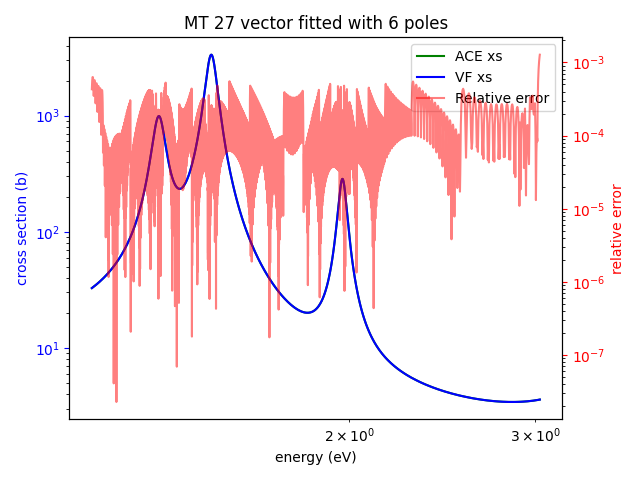 MT 27 vector fitted with 6 poles
ACE xs
VF xs
Relative error
cross section (b)
10³
10²
10¹
relative error
10⁻³
10⁻⁴
10⁻⁵
10⁻⁶
10⁻⁷
2 × 10⁰
3 × 10⁰
energy (eV)